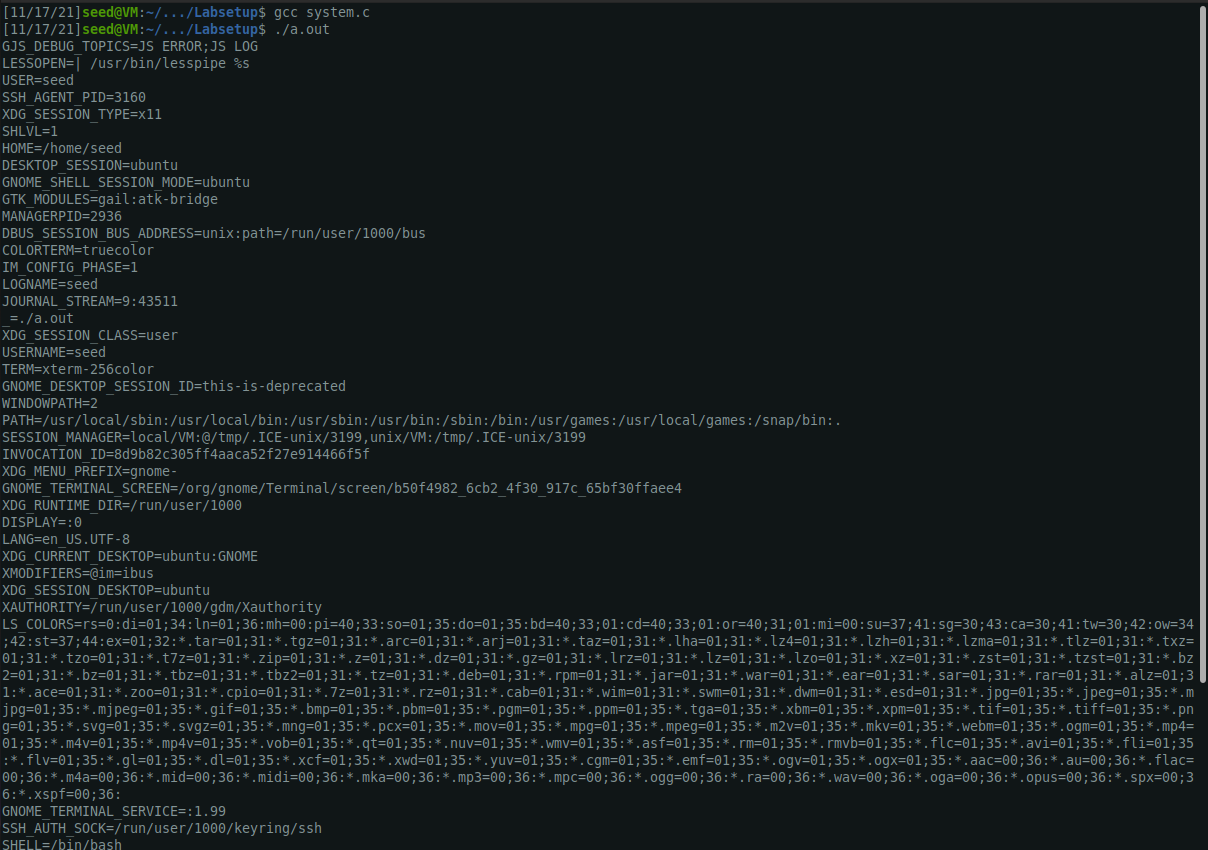 [11/17/21]seed@VM:~/.../Labsetup$ gcc system.c
[11/17/21]seed@VM:~/.../Labsetup$ ./a.out
GJS_DEBUG_TOPICS=JS ERROR;JS LOG
LESSOPEN=| /usr/bin/lesspipe %s
USER=seed
SSH_AGENT_PID=3160
XDG_SESSION_TYPE=x11
SHLVL=1
HOME=/home/seed
DESKTOP_SESSION=ubuntu
GNOME_SHELL_SESSION_MODE=ubuntu
GTK_MODULES=gail:atk-bridge
MANAGERPID=2936
DBUS_SESSION_BUS_ADDRESS=unix:path=/run/user/1000/bus
COLORTERM=truecolor
IM_CONFIG_PHASE=1
LOGNAME=seed
JOURNAL_STREAM=9:43511
_=./a.out
XDG_SESSION_CLASS=user
USERNAME=seed
TERM=xterm-256color
GNOME_DESKTOP_SESSION_ID=this-is-deprecated
WINDOWPATH=2
PATH=/usr/local/sbin:/usr/local/bin:/usr/sbin:/usr/bin:/sbin:/bin:/usr/games:/usr/local/games:/snap/bin:.
SESSION_MANAGER=local/VM:@/tmp/.ICE-unix/3199,unix/VM:/tmp/.ICE-unix/3199
INVOCATION_ID=8d9b82c305ff4aaca52f27e914466f5f
XDG_MENU_PREFIX=gnome-
GNOME_TERMINAL_SCREEN=/org/gnome/Terminal/screen/b50f4982_6cb2_4f30_917c_65bf30ffaee4
XDG_RUNTIME_DIR=/run/user/1000
DISPLAY=:0
LANG=en_US.UTF-8
XDG_CURRENT_DESKTOP=ubuntu:GNOME
XMODIFIERS=@im=ibus
XDG_SESSION_DESKTOP=ubuntu
XAUTHORITY=/run/user/1000/gdm/Xauthority
LS_COLORS=rs=0:di=01;34:ln=01;36:mh=00:pi=40;33:so=01;35:do=01;35:bd=40;33;01:cd=40;33;01:or=40;31;01:mi=00:su=37;41:sg=30;43:ca=30;41:tw=30;42:ow=34
;42:st=37;44:ex=01;32:*.tar=01;31:*.tgz=01;31:*.arc=01;31:*.arj=01;31:*.taz=01;31:*.lha=01;31:*.lz4=01;31:*.lzh=01;31:*.lzma=01;31:*.tlz=01;31:*.txz=
01;31:*.tzo=01;31:*.t7z=01;31:*.zip=01;31:*.z=01;31:*.dz=01;31:*.gz=01;31:*.lrz=01;31:*.lz=01;31:*.lzo=01;31:*.xz=01;31:*.zst=01;31:*.tzst=01;31:*.bz
2=01;31:*.bz=01;31:*.tbz=01;31:*.tbz2=01;31:*.tz=01;31:*.deb=01;31:*.rpm=01;31:*.jar=01;31:*.war=01;31:*.ear=01;31:*.sar=01;31:*.rar=01;31:*.alz=01;3
1:*.ace=01;31:*.zoo=01;31:*.cpio=01;31:*.7z=01;31:*.rz=01;31:*.cab=01;31:*.wim=01;31:*.swm=01;31:*.dwm=01;31:*.esd=01;31:*.jpg=01;35:*.jpeg=01;35:*.m
jpg=01;35:*.mjpeg=01;35:*.gif=01;35:*.bmp=01;35:*.pbm=01;35:*.pgm=01;35:*.ppm=01;35:*.tga=01;35:*.xbm=01;35:*.xpm=01;35:*.tif=01;35:*.tiff=01;35:*.pn
g=01;35:*.svg=01;35:*.svgz=01;35:*.mng=01;35:*.pcx=01;35:*.mov=01;35:*.mpg=01;35:*.mpeg=01;35:*.m2v=01;35:*.mkv=01;35:*.webm=01;35:*.ogm=01;35:*.mp4=
01;35:*.m4v=01;35:*.mp4v=01;35:*.vob=01;35:*.qt=01;35:*.nuv=01;35:*.wmv=01;35:*.asf=01;35:*.rm=01;35:*.rmvb=01;35:*.flc=01;35:*.avi=01;35:*.fli=01;35
:*.flv=01;35:*.gl=01;35:*.dl=01;35:*.xcf=01;35:*.xwd=01;35:*.yuv=01;35:*.cgm=01;35:*.emf=01;35:*.ogv=01;35:*.ogx=01;35:*.aac=00;36:*.au=00;36:*.flac=
00;36:*.m4a=00;36:*.mid=00;36:*.midi=00;36:*.mka=00;36:*.mp3=00;36:*.mpc=00;36:*.ogg=00;36:*.ra=00;36:*.wav=00;36:*.oga=00;36:*.opus=00;36:*.spx=00;3
6:*.xspf=00;36:
GNOME_TERMINAL_SERVICE=:1.99
SSH_AUTH_SOCK=/run/user/1000/keyring/ssh
SHELL=/bin/bash